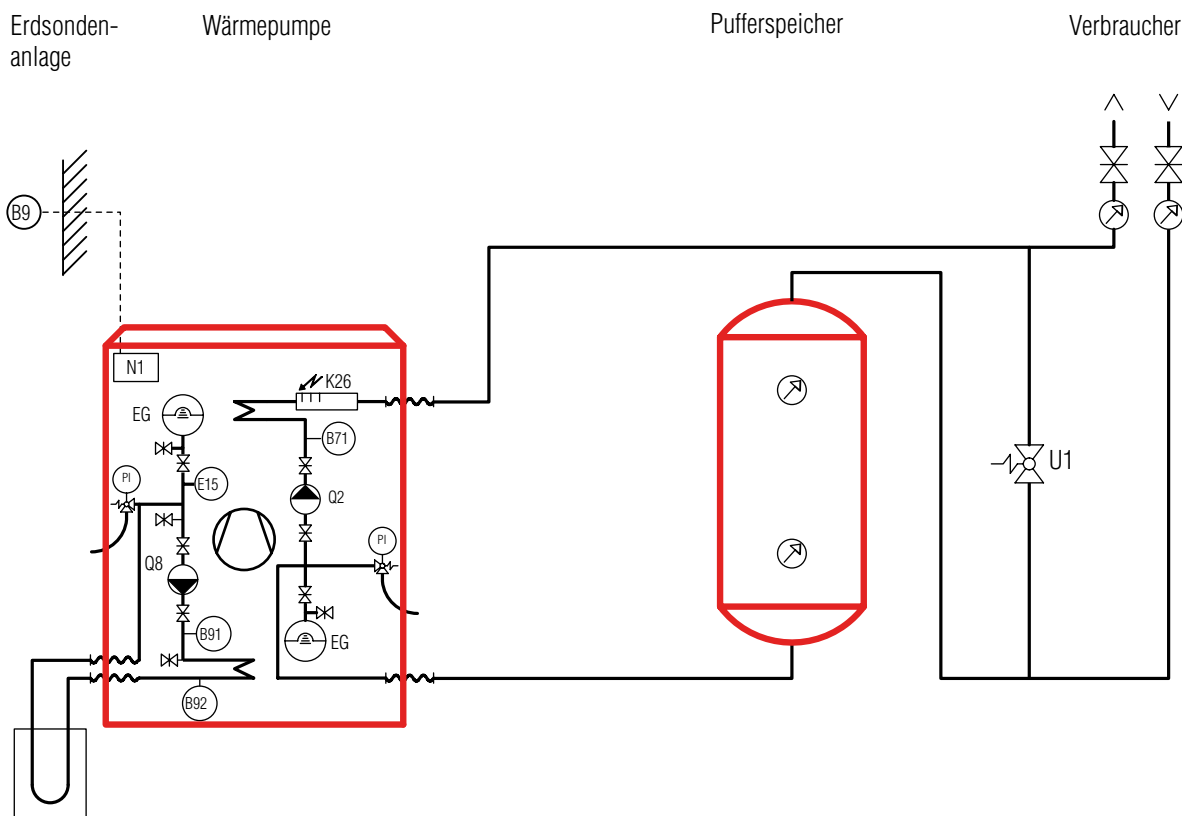 Erdsonden-
anlage
Wärmepumpe
Pufferspeicher
Verbraucher
B9
N1
K26
EG
B71
PI
E15
Q2
PI
Q8
U1
B91
EG
B92